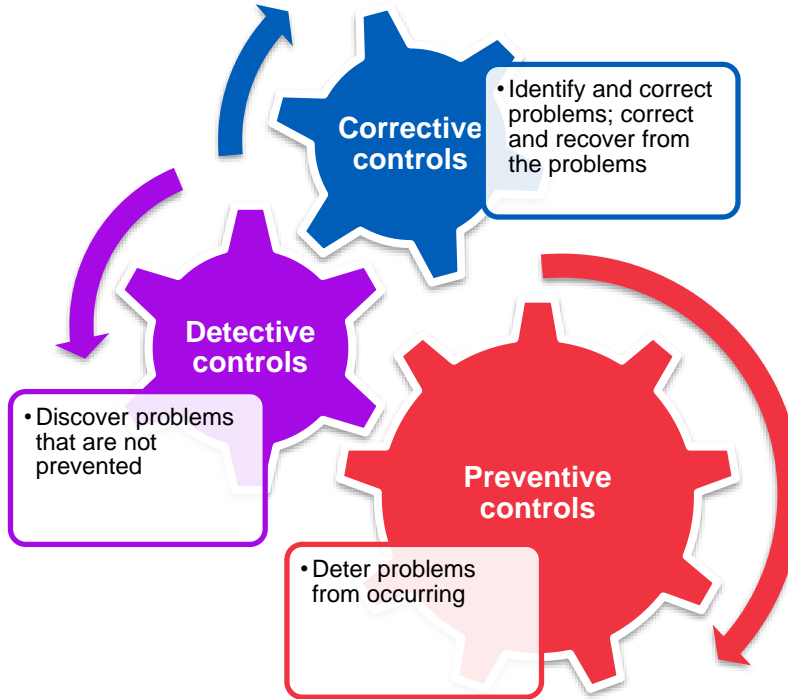 Corrective
controls
• Identify and correct
problems; correct
and recover from
the problems
Detective
controls
• Discover problems
that are not
prevented
Preventive
controls
• Deter problems
from occurring